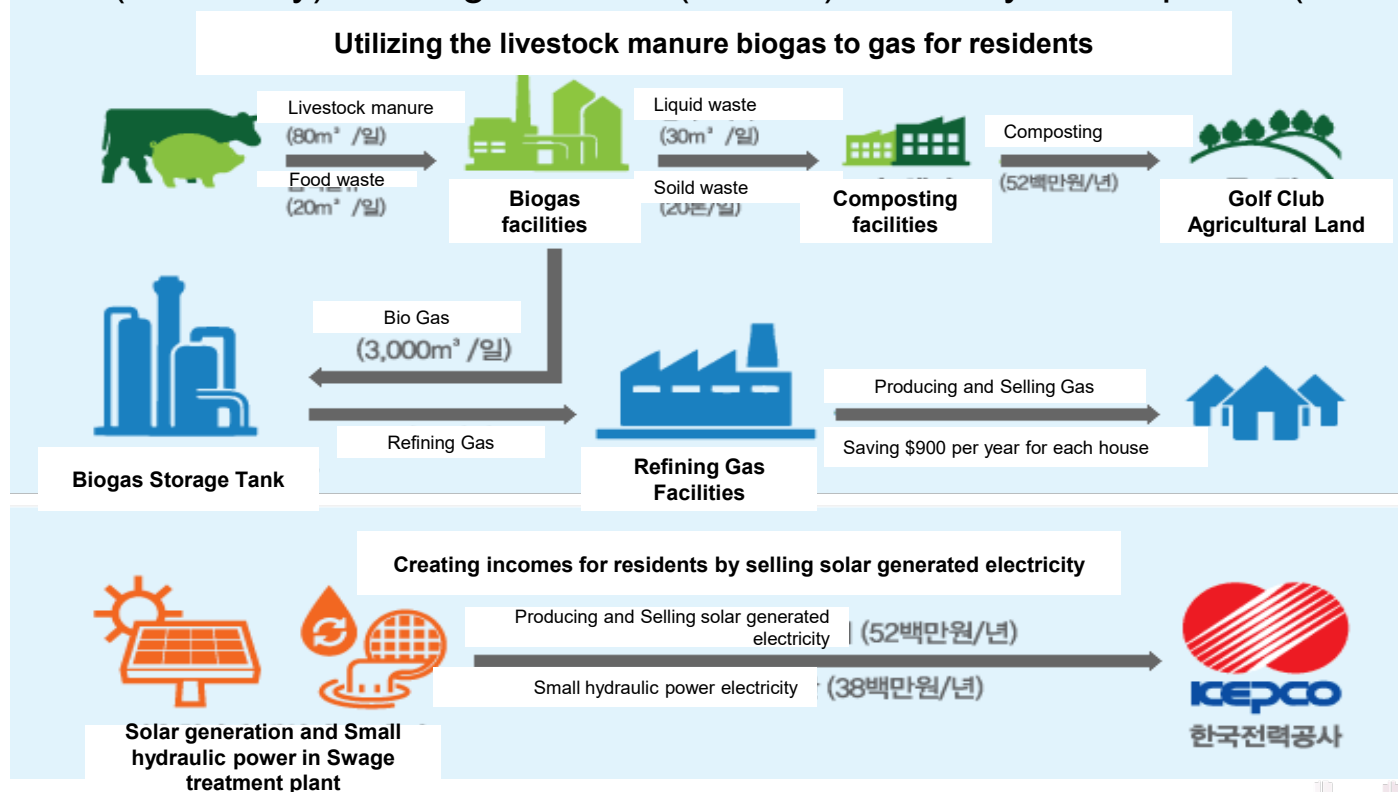 Utilizing the livestock manure biogas to gas for residents
Livestock manure
(80m³ /일)
Food waste
(20m³ /일)
Biogas
facilities
Liquid waste
(30m³ /일)
Soild waste
(20톤/일)
Composting
facilities
Composting
(52백만원/년)
Golf Club
Agricultural Land
Bio Gas
(3,000m³ /일)
Refining Gas
Biogas Storage Tank
Refining Gas
Facilities
Producing and Selling Gas
Saving $900 per year for each house
Creating incomes for residents by selling solar generated electricity
Producing and Selling solar generated
electricity (52백만원/년)
Small hydraulic power electricity (38백만원/년)
KEPCO
한국전력공사
Solar generation and Small
hydraulic power in Swage
treatment plant